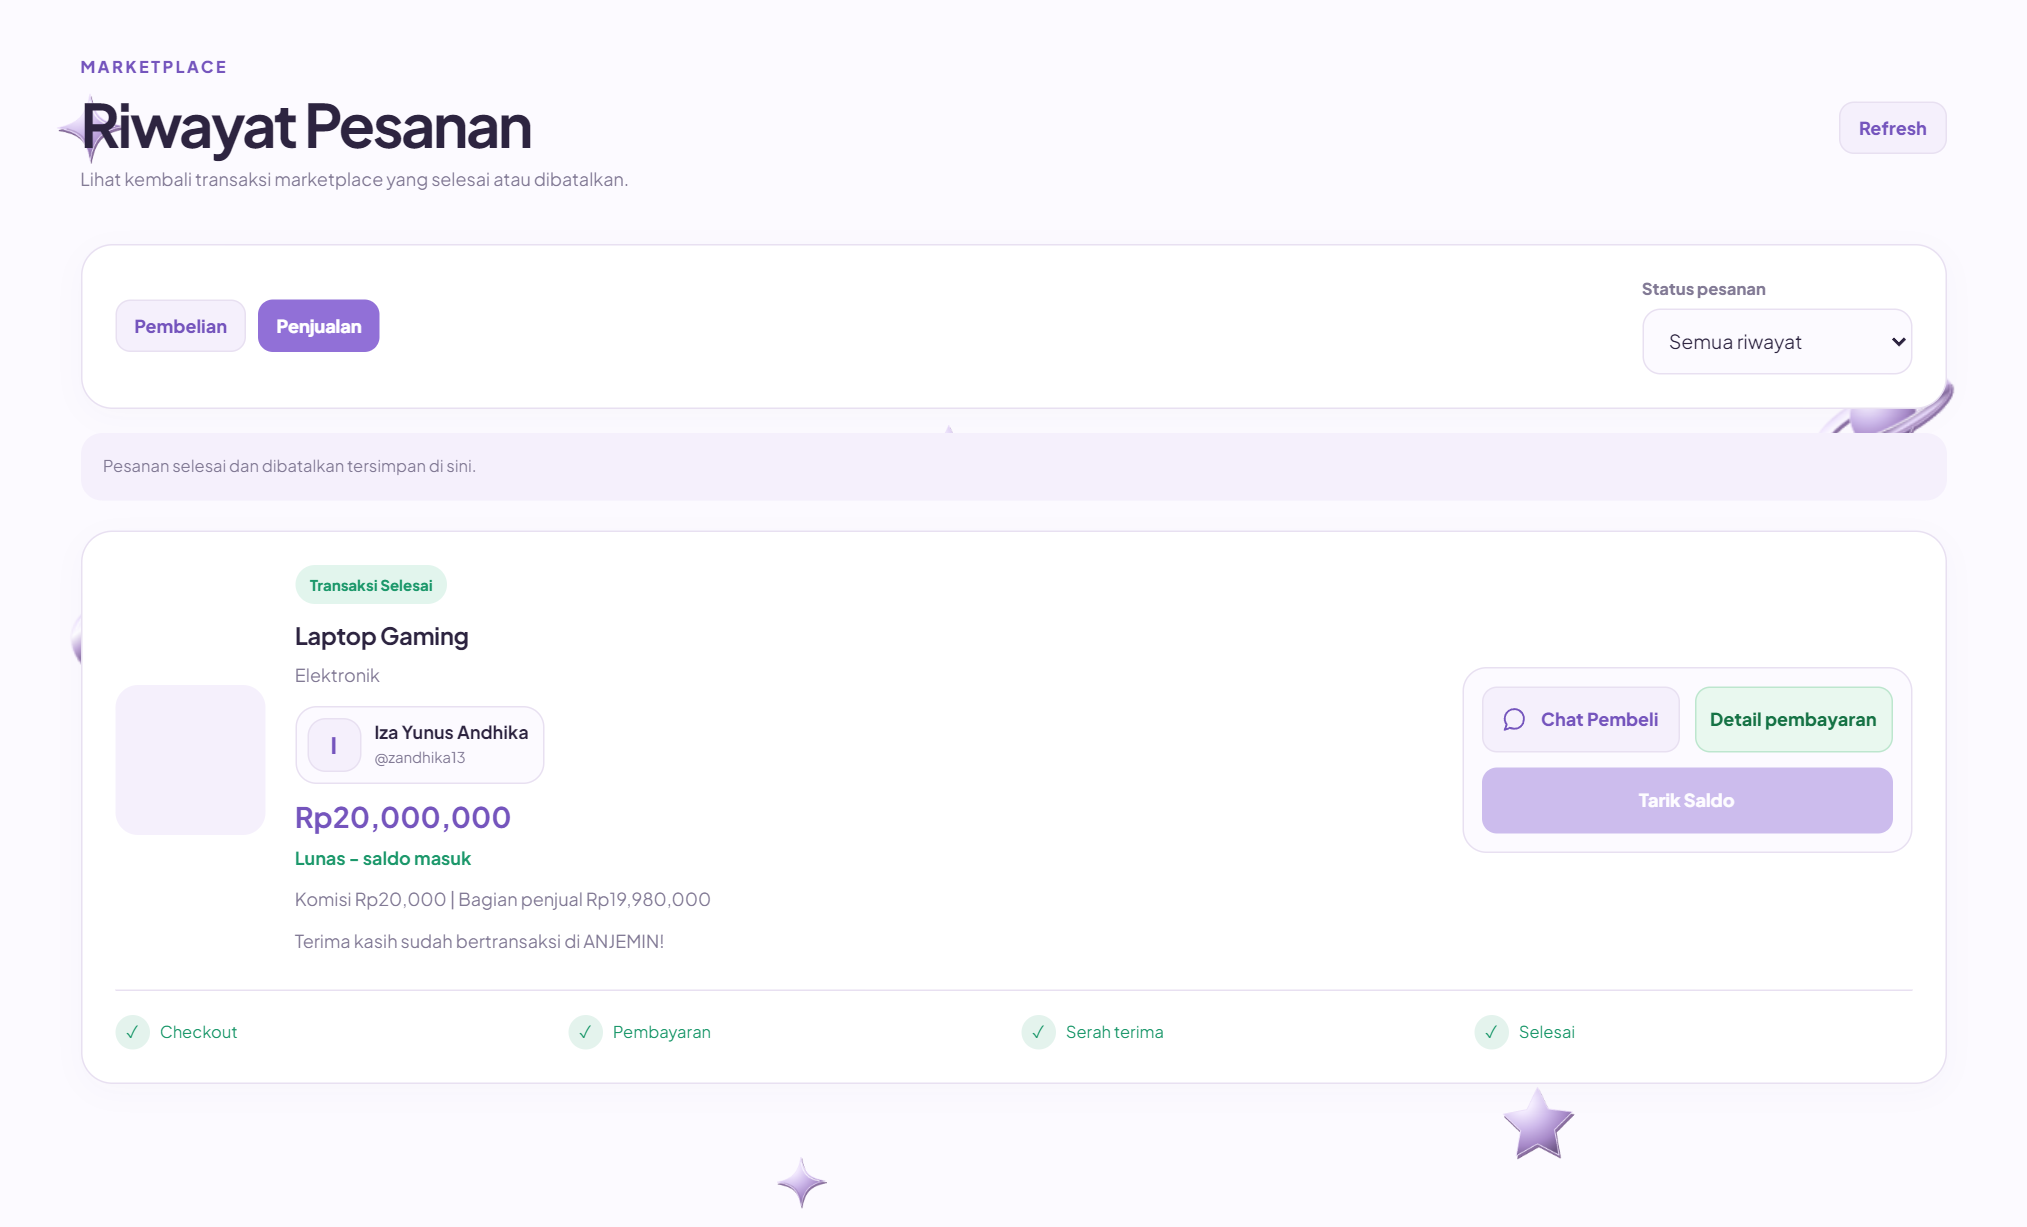 MARKETPLACE
Riwayat Pesanan
Lihat kembali transaksi marketplace yang selesai atau dibatalkan.
Refresh
Pembelian
Penjualan
Status pesanan
Semua riwayat
Pesanan selesai dan dibatalkan tersimpan di sini.
Transaksi Selesai
Laptop Gaming
Elektronik
I
Iza Yunus Andhika
@zandhika13
Rp20,000,000
Lunas - saldo masuk
Komisi Rp20,000 | Bagian penjual Rp19,980,000
Terima kasih sudah bertransaksi di ANJEMIN!
Chat Pembeli
Detail pembayaran
Tarik Saldo
✓ Checkout
✓ Pembayaran
✓ Serah terima
✓ Selesai